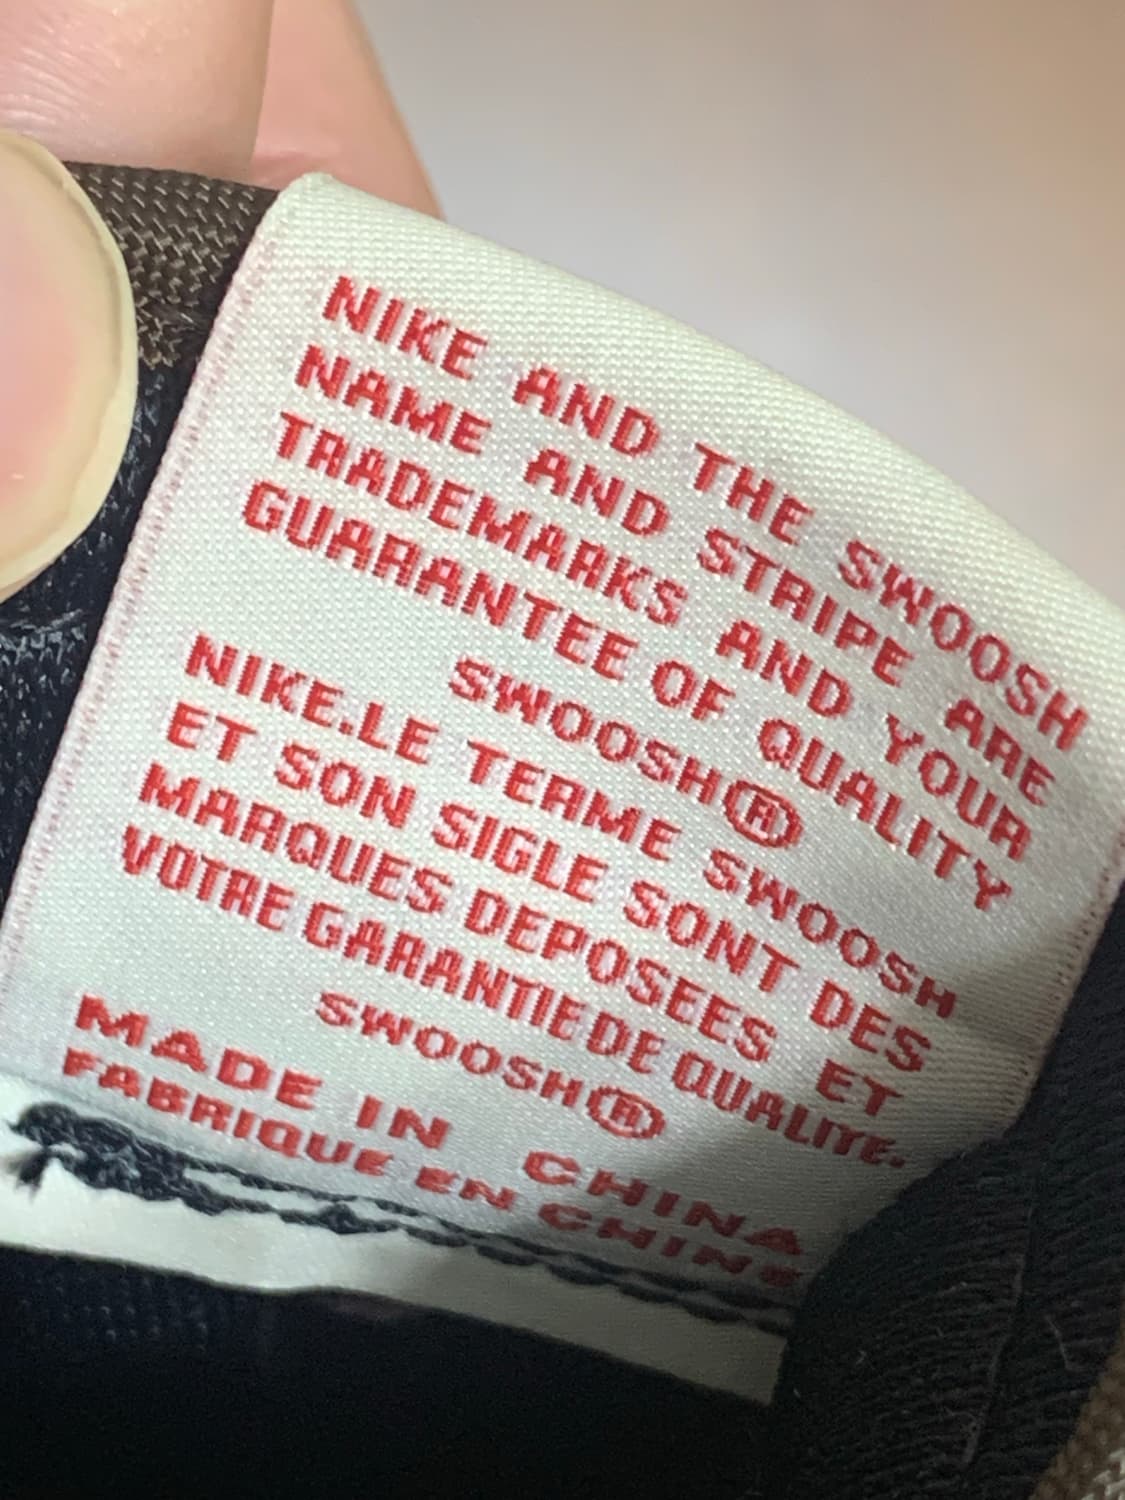 NIKE AND THE SWOOSH
NAME AND STRIPE ARE
TRADEMARKS AND YOUR
GUARANTEE OF QUALITY
SWOOSH®
NIKE.LE TERME SWOOSH
ET SON SIGLE SONT DES
MARQUES DEPOSEES ET
VOTRE GARANTIE DE QUALITE.
SWOOSH®
MADE IN CHINA
FABRIQUE EN CHINE